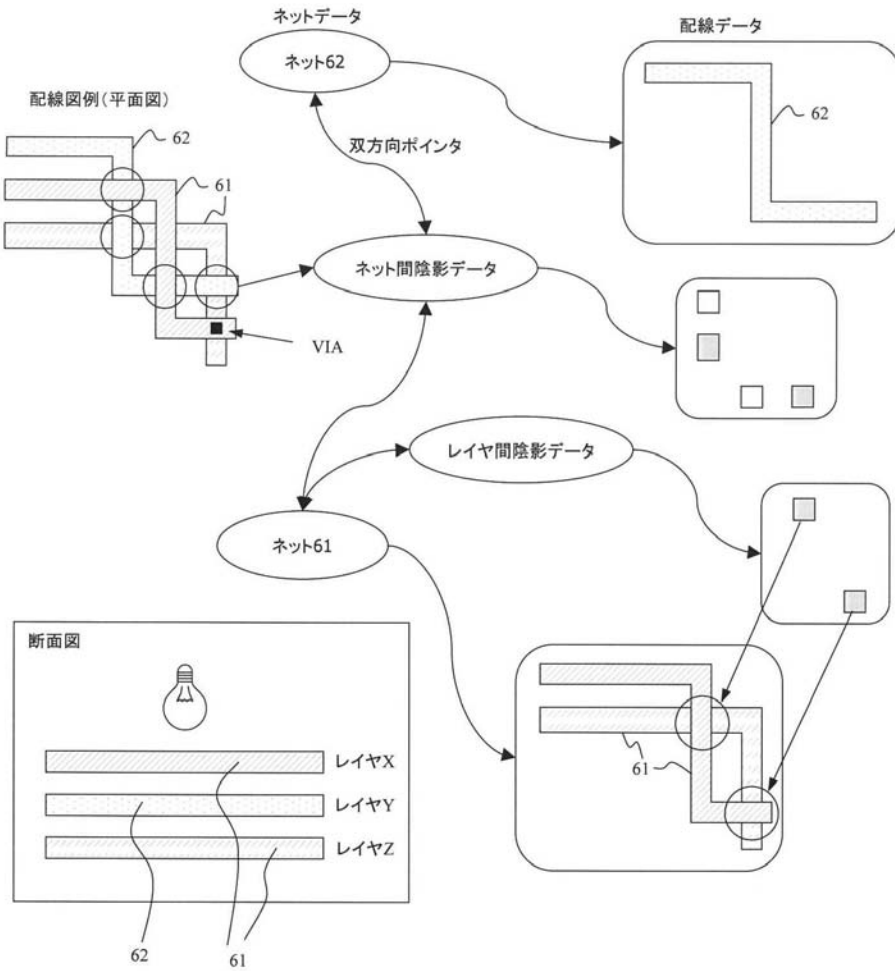 ネットデータ
ネット62
配線データ
62
配線図例(平面図)
62
61
双方向ポインタ
ネット間陰影データ
VIA
レイヤ間陰影データ
ネット61
断面図
レイヤX
レイヤY
レイヤZ
62
61
61